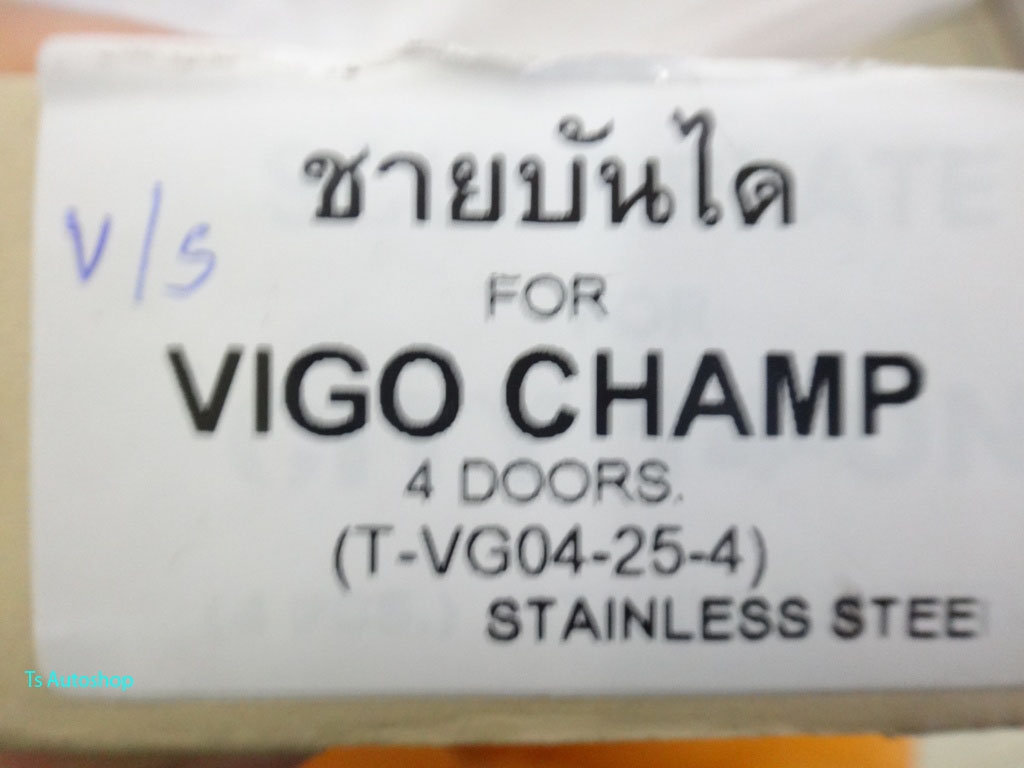 ชายบันได
V/S
FOR
VIGO CHAMP
4 DOORS.
(T-VG04-25-4)
STAINLESS STEE
Ts Autoshop